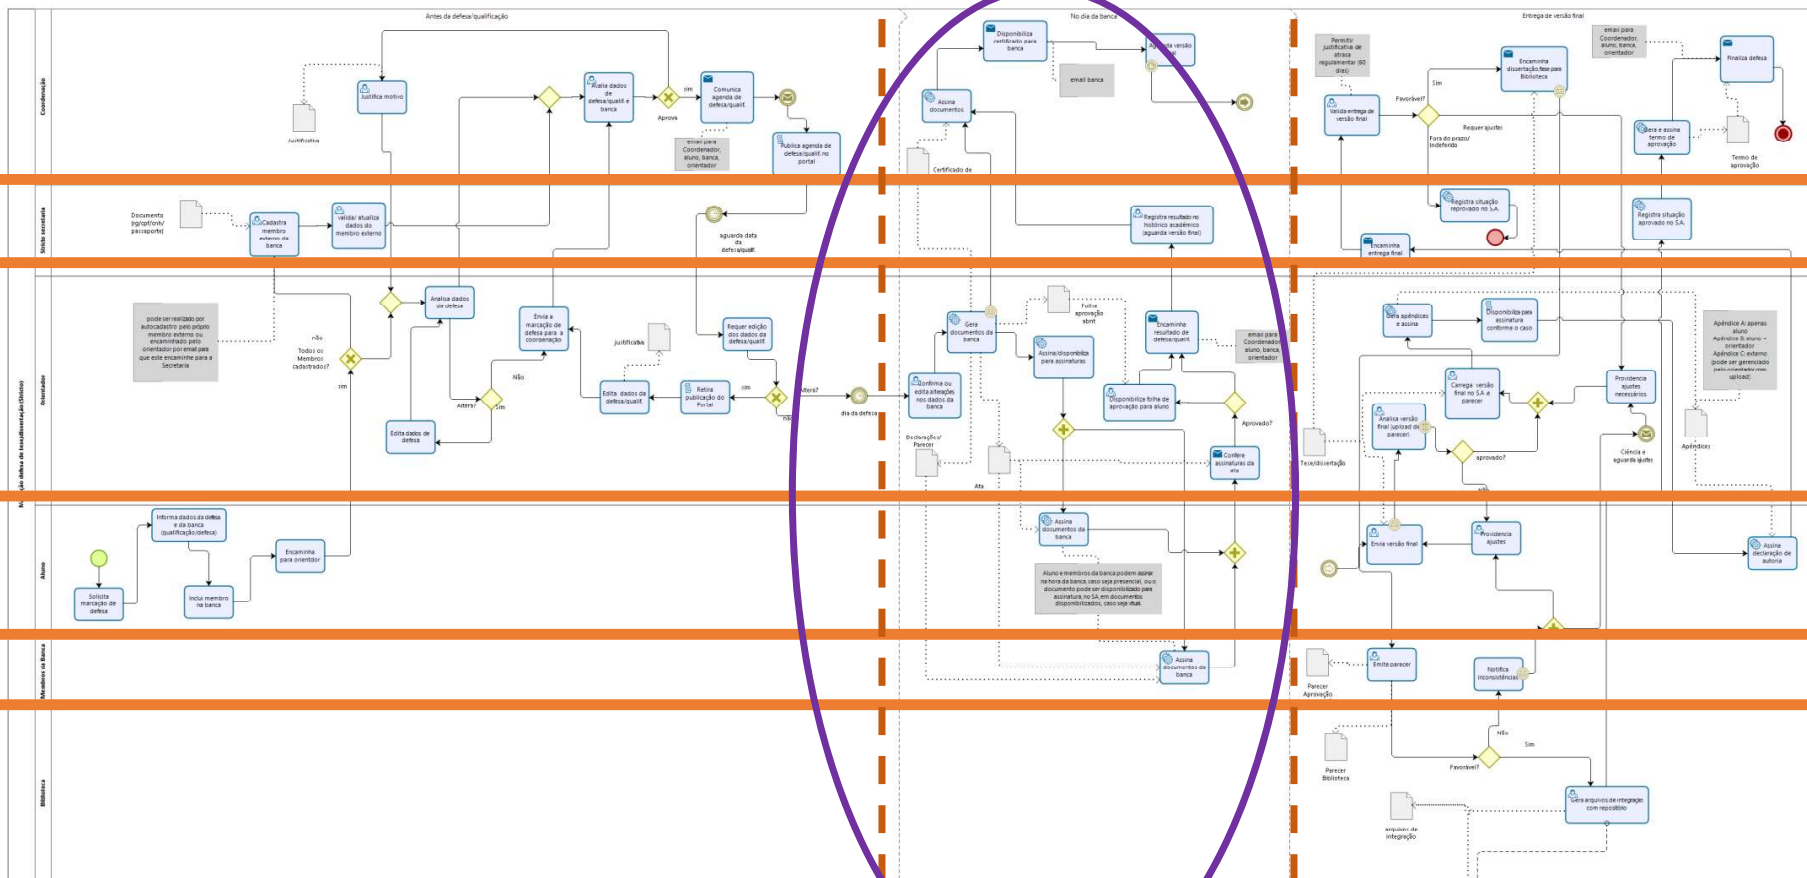 Antes da defesa/qualificação
No dia da banca
Entrega de versão final
Coordenação
Stricto secretaria
Orientador
Aluno
Membros da Banca
Biblioteca
Justifica motivo
Justificativa
Avalia dados
de
defesa/qualif. e
banca
sim
Aprova
Comunica
agenda de
defesa/qualif.
email para
Coordenador,
aluno, banca,
orientador
Publica agenda de
defesa/qualif. no
portal
Documento
(rg/cpf/cnh/
passaporte)
Cadastra
membro
externo da
banca
Valida/ atualiza
dados do
membro externo
aguarda data
da
defesa/qualif.
pode ser realizado por
autocadastro pelo próprio
membro externo ou
encaminhado pelo
orientador por email para
que este encaminhe para a
Secretaria
não
Todos os
Membros
cadastrados?
sim
Analisa dados
da defesa
Altera?
Sim
Não
Edita dados de
defesa
Envia a
marcação de
defesa para a
coordenação
Justificativa
Edita dados da
defesa/qualif.
Retira
publicação do
Portal
sim
Requer edição
dos dados da
defesa/qualif.
Altera?
dia da defesa
Solicita
marcação de
defesa
Informa dados da defesa
e da banca
(qualificação/defesa)
Inclui membro
na banca
Encaminha
para orientdor
Disponibiliza
certificado para
banca
email banca
Assina
documentos
Certificado de
Registra resultado no
histórico acadêmico
(aguarda versão final)
Gera
documentos da
banca
folha
aprovação
Assina/disponibiliza
para assinaturas
Encaminha
resultado de
defesa/qualifi.
email para
Coordenador,
aluno, banca,
orientador
Confirma ou
edita alterações
nos dados da
banca
Disponibiliza folha de
aprovação para aluno
Aprovado?
Declaração/
Parecer
Ata
Confere
assinaturas da
ata
Assina
documentos da
banca
Aluno e membros da banca podem assinar
na hora da banca, caso seja presencial, ou o
documento pode ser disponibilizado para
assinatura, no SA, em documentos
disponibilizados, caso seja vitual.
Assina
documentos da
banca
Permitir
justificativa de
atraso
regulamentar (60
dias)
Valida entrega de
versão final
Favorável?
Sim
Requer ajustes
Fora do prazo/
Indeferido
Encaminha
dissertação/tese para
Biblioteca
email para
Coordenador,
aluno, banca,
orientador
Finaliza defesa
Gera e assina
termo de
aprovação
Termo de
aprovação
Registra situação
reprovado no S.A.
Registra situação
aprovado no S.A.
Encaminha
entrega final
Gera apêndices
e assina
Disponibiliza para
assinatura
conforme o caso
Apêndice A: apenas
aluno
Apêndice B: aluno +
orientador
Apêndice C: externo
(pode ser gerenciado
pelo orientador com
upload)
Carrega versão
final no S.A e
parecer
Providencia
ajustes
necessários
Analisa versão
final (upload de
parecer)
aprovado?
Ciência e
aguarda ajustes
Apêndices
Tese/dissertação
Envia versão final
Providencia
ajustes
Assina
declaração de
autoria
Emite parecer
Parecer
Aprovação
Notifica
inconsistências
Parecer
Biblioteca
Não
Sim
Favorável?
Gera arquivos de integração
com repositório
arquivos de
integração